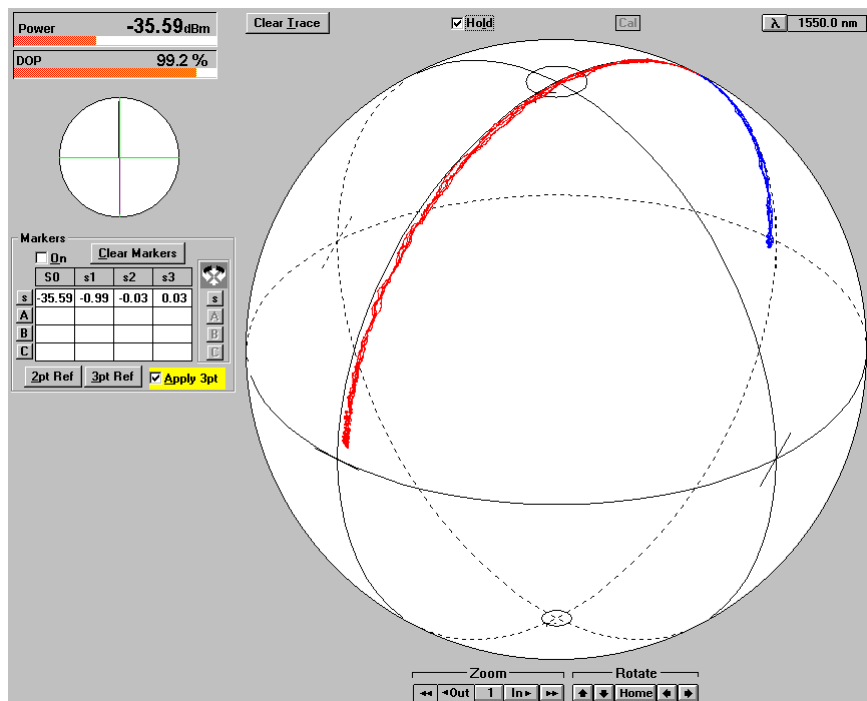 Power -35.59dBm
DOP 99.2 %
Clear Trace
Hold
Cal
λ 1550.0 nm
Markers
On Clear Markers
S0 s1 s2 s3
s -35.59 -0.99 -0.03 0.03 s
A A
B B
C C
2pt Ref 3pt Ref Apply 3pt
Zoom Rotate
Out 1 In Home